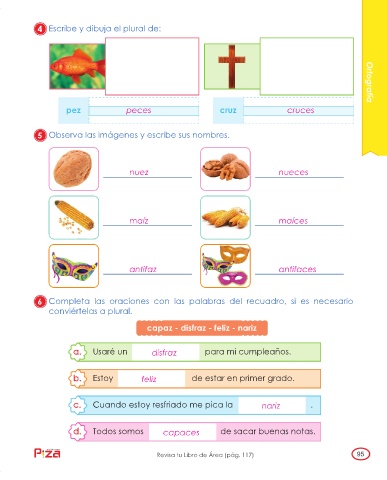 4 Escribe y dibuja el plural de:
Ortografía
pez peces cruz cruces
5 Observa las imágenes y escribe sus nombres.
nuez nueces
maíz maíces
antifaz antifaces
6 Completa las oraciones con las palabras del recuadro, si es necesario
conviértelas a plural.
capaz - disfraz - feliz - nariz
a. Usaré un disfraz para mi cumpleaños.
b. Estoy feliz de estar en primer grado.
c. Cuando estoy resfriado me pica la nariz .
d. Todos somos capaces de sacar buenas notas.
Revisa tu Libro de Área (pág. 117) 95